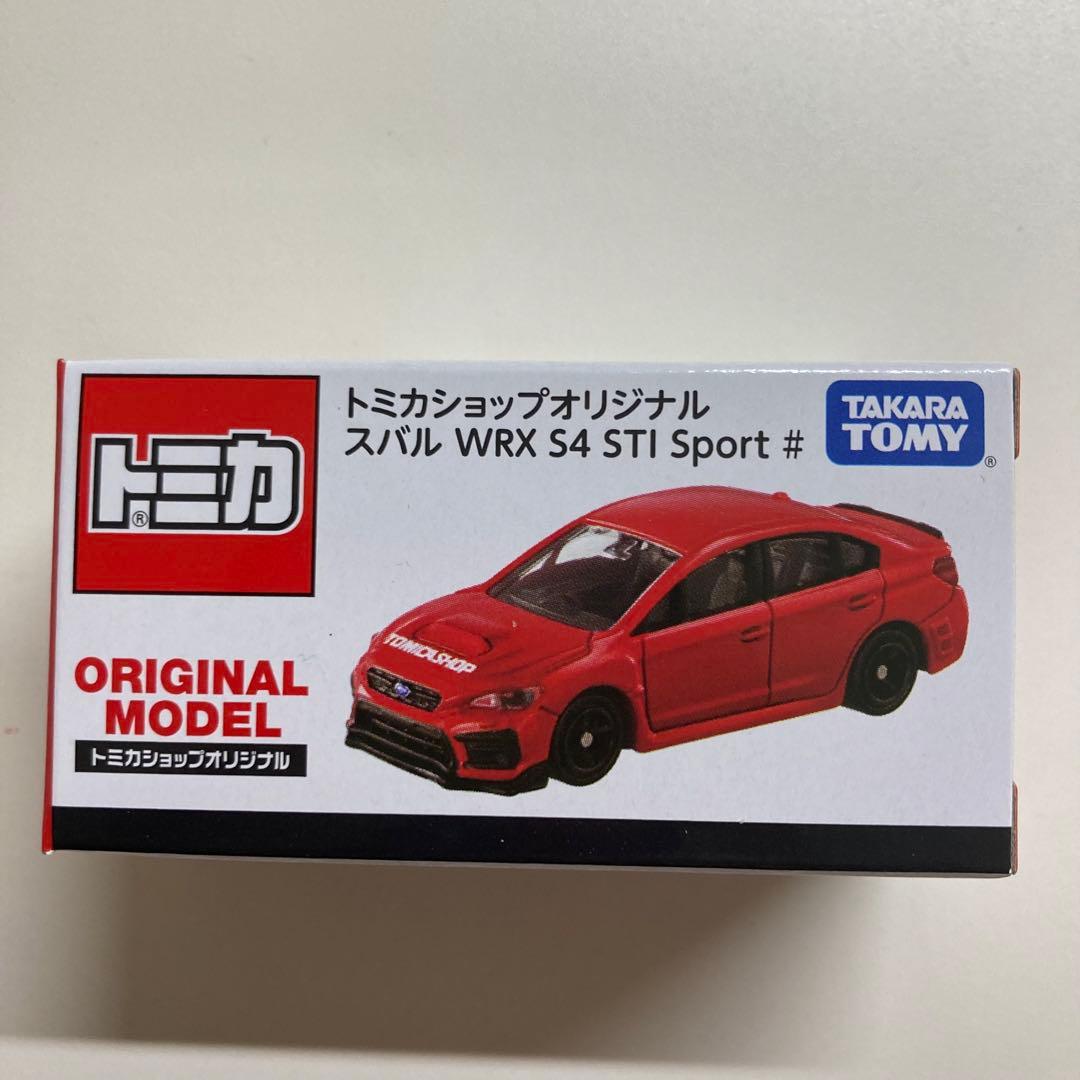 トミカ®
トミカショップオリジナル
スバル WRX S4 STI Sport #
TAKARA
TOMY®
TOMICASHOP
ORIGINAL
MODEL
トミカショップオリジナル